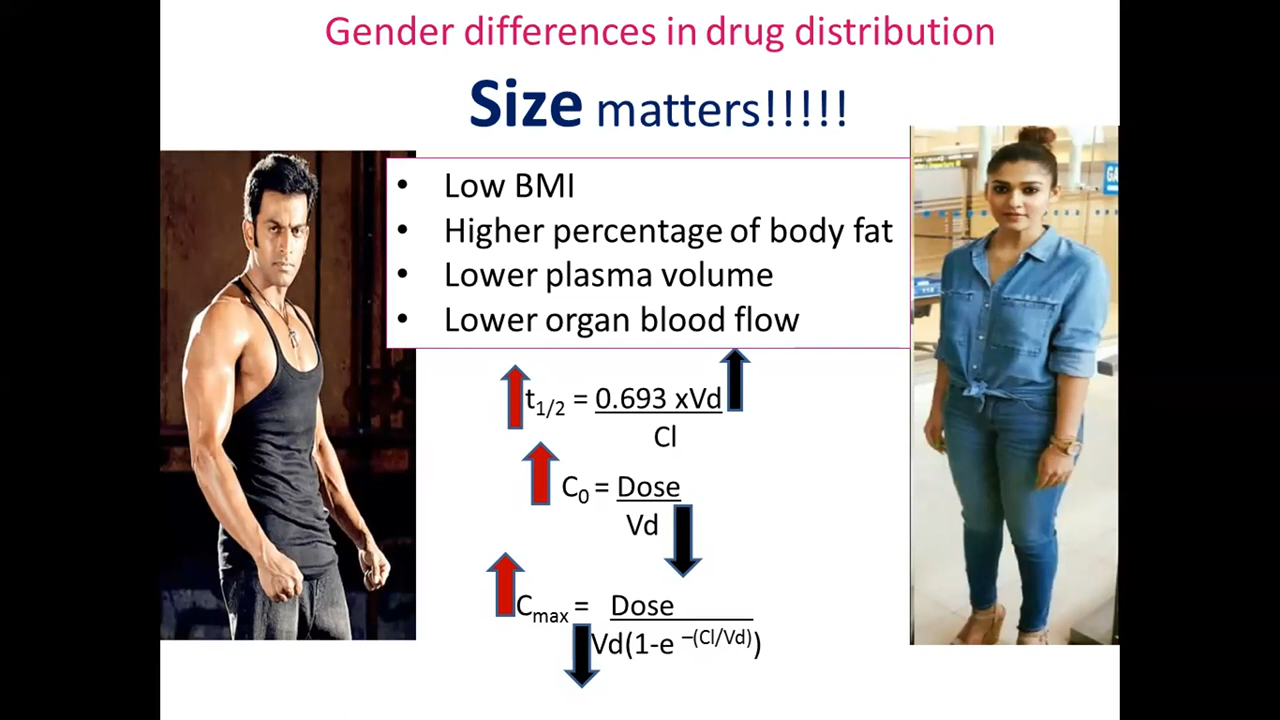 Gender differences in drug distribution
Size matters!!!!!
• Low BMI
• Higher percentage of body fat
• Lower plasma volume
• Lower organ blood flow
t1/2 = 0.693 xVd
Cl
C0 = Dose
Vd
Cmax = Dose
Vd(1-e –(Cl/Vd))